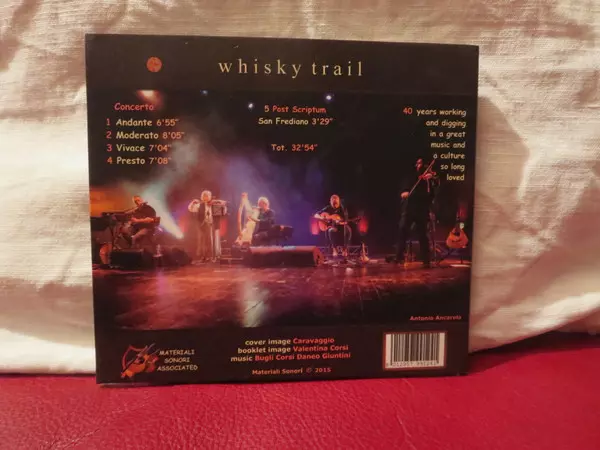 whisky trail
Concerto
1 Andante 6'55"
2 Moderato 8'05"
3 Vivace 7'04"
4 Presto 7'08"
5 Post Scriptum
San Frediano 3'29"
Tot. 32'54"
40 years working
and digging
in a great
music and
culture
so long
loved
cover image Caravaggio
booklet image Valentina Corsi
music Bugli Corsi Daneo Giuntini
Materiali Sonori © 2015
MATERIALI
SONORI
ASSOCIATED
Antonio